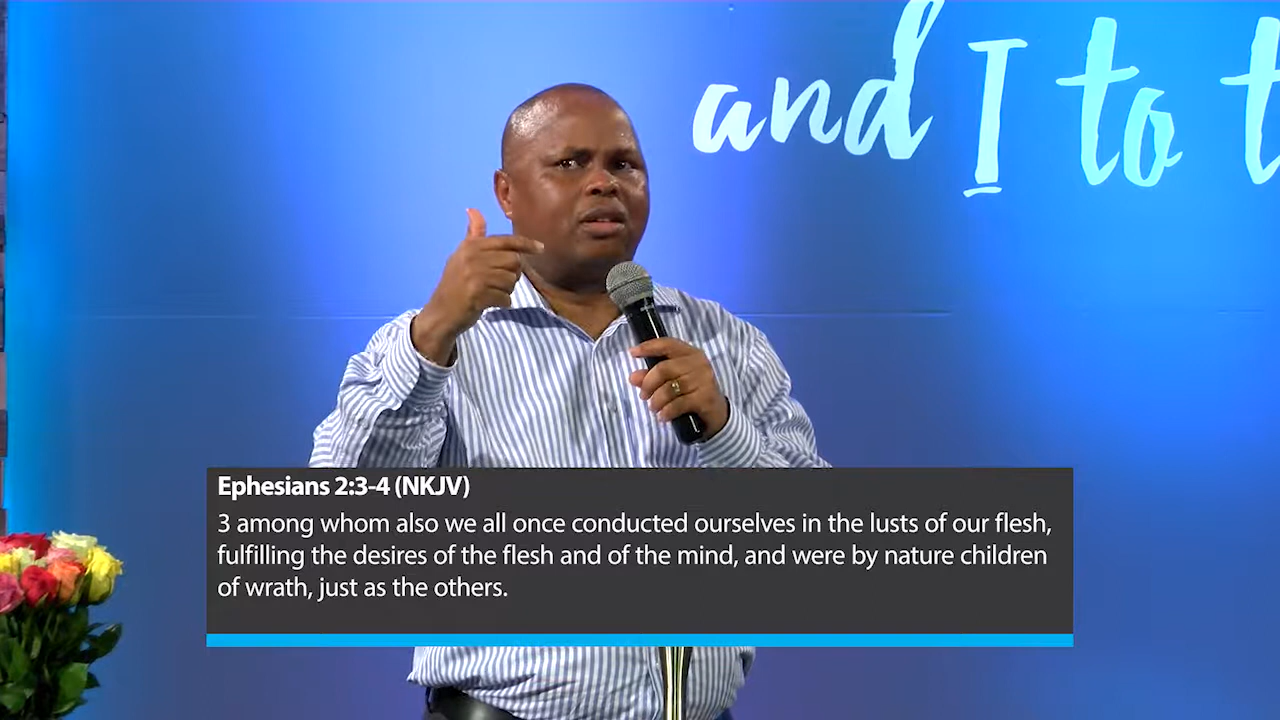 and I to t
Ephesians 2:3-4 (NKJV)
3 among whom also we all once conducted ourselves in the lusts of our flesh,
fulfilling the desires of the flesh and of the mind, and were by nature children
of wrath, just as the others.